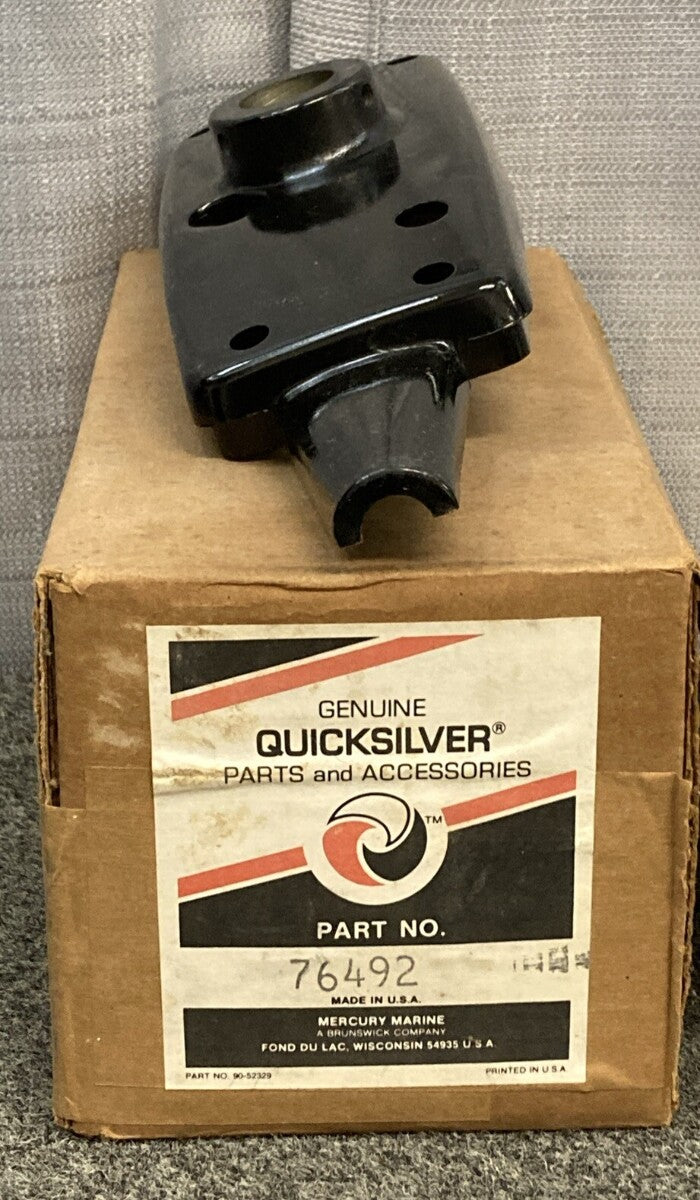 GENUINE
QUICKSILVER®
PARTS and ACCESSORIES
TM
PART NO.
76492
MADE IN U.S.A.
MERCURY MARINE
A BRUNSWICK COMPANY
FOND DU LAC, WISCONSIN 54935 U S A
PART NO. 90-52329 PRINTED IN U.S.A